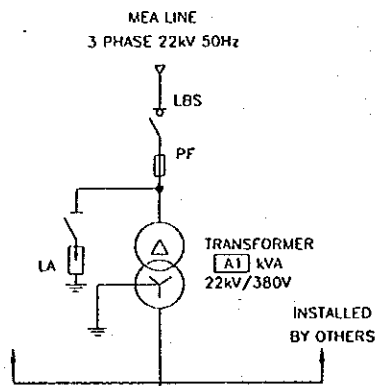 MEA LINE
3 PHASE 22kV 50Hz
LBS
PF
LA
TRANSFORMER
A1 kVA
22kV/380V
INSTALLED
BY OTHERS